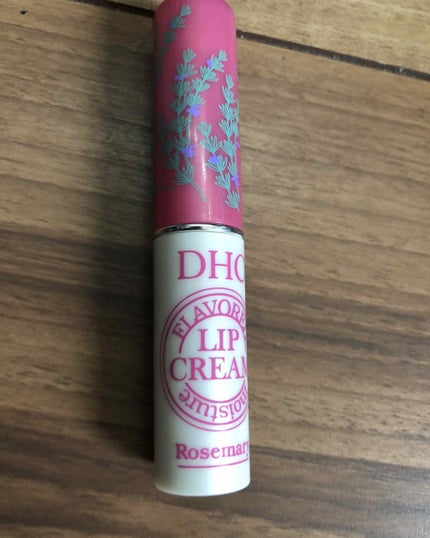 DHC
FLAVORED
LIP
CREAM
moisture
Rosemary